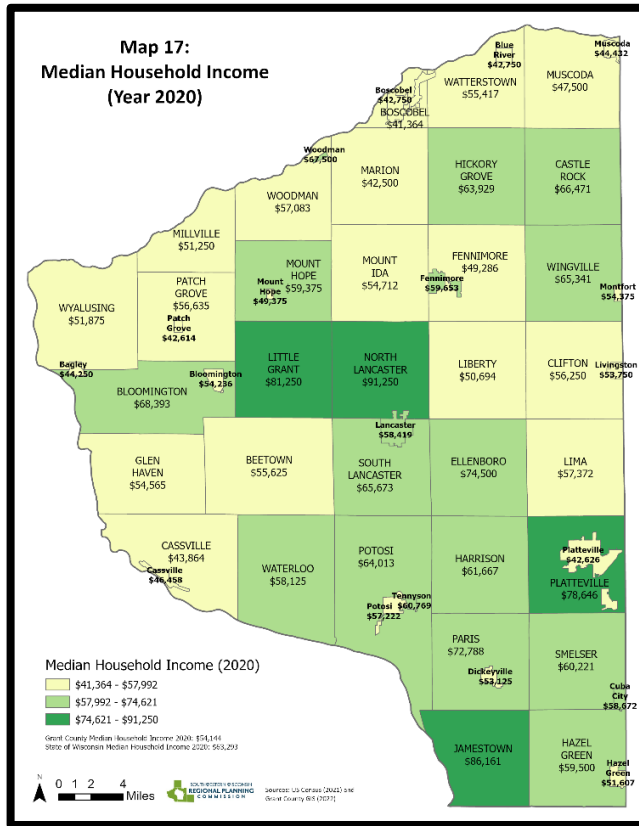 Map 17:
Median Household Income
(Year 2020)
Blue
River
$42,750
Muscoda
$44,432
MUSCODA
$47,500
WATTERSTOWN
$55,417
Boscobel
$42,750
BOSCOBEL
$41,364
Woodman
$67,500
MARION
$42,500
HICKORY
GROVE
$63,929
CASTLE
ROCK
$66,471
WOODMAN
$57,083
MILLVILLE
$51,250
MOUNT
HOPE
$59,375
Mount
Hope
$49,375
MOUNT
IDA
$54,712
FENNIMORE
$49,286
Fennimore
$59,653
WINGVILLE
$65,341
Montfort
$54,375
PATCH
GROVE
$56,635
Patch
Grove
$42,614
WYALUSING
$51,875
Bagley
$44,250
BLOOMINGTON
$68,393
Bloomington
$54,236
LITTLE
GRANT
$81,250
NORTH
LANCASTER
$91,250
LIBERTY
$50,694
CLIFTON
$56,250
Livingston
$53,750
Lancaster
$58,419
GLEN
HAVEN
$54,565
BEETOWN
$55,625
SOUTH
LANCASTER
$65,673
ELLENBORO
$74,500
LIMA
$57,372
CASSVILLE
$43,864
Cassville
$46,458
WATERLOO
$58,125
POTOSI
$64,013
Tennyson
$60,769
Potosi
$57,222
HARRISON
$61,667
Platteville
$42,626
PLATTEVILLE
$78,646
PARIS
$72,788
Dickeyville
$53,125
SMELSER
$60,221
Cuba
City
$58,672
JAMESTOWN
$86,161
HAZEL
GREEN
$59,500
Hazel
Green
$51,607
Median Household Income (2020)
$41,364 - $57,992
$57,992 - $74,621
$74,621 - $91,250
Grant County Median Household Income 2020: $54,144
State of Wisconsin Median Household Income 2020: $63,293
N
0 1 2 4
Miles
SOUTHWESTERN WISCONSIN
REGIONAL PLANNING
COMMISSION
Sources: US Census (2021) and
Grant County GIS (2022)